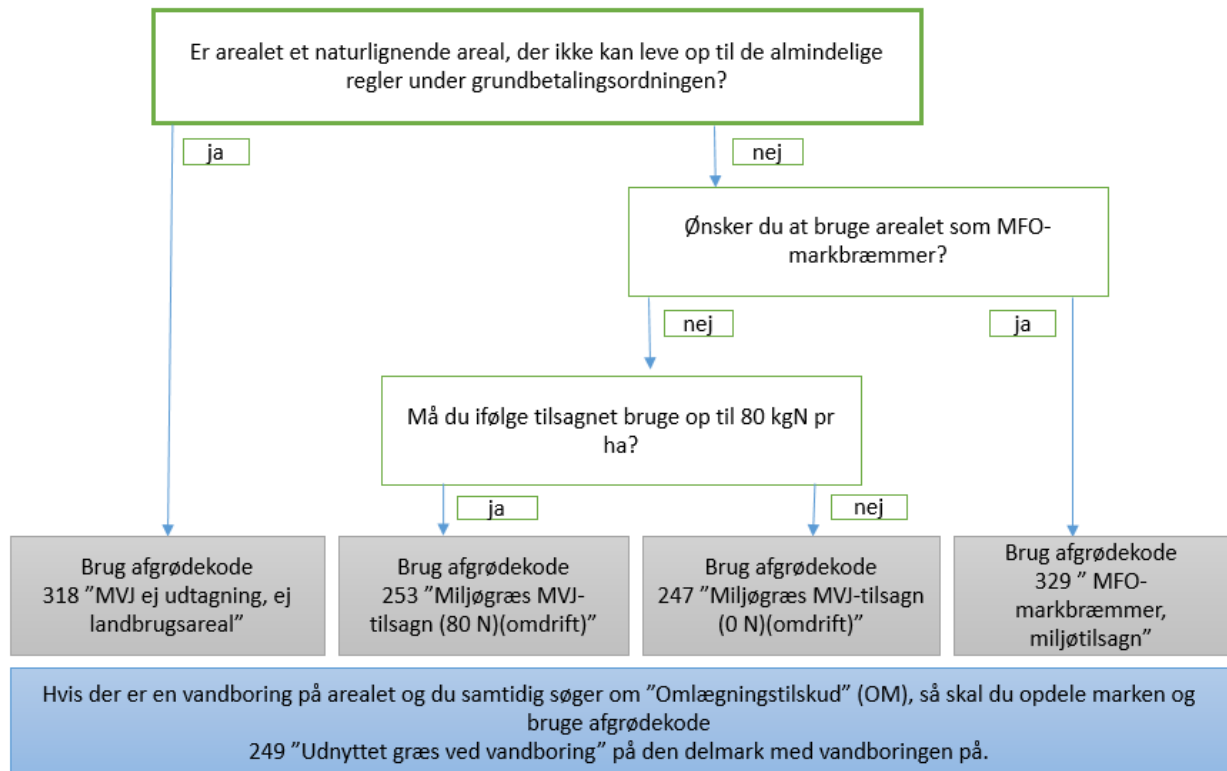 Er arealet et naturlignende areal, der ikke kan leve op til de almindelige
regler under grundbetalingsordningen?
ja
nej
Ønsker du at bruge arealet som MFO-
markbræmmer?
nej
ja
Må du ifølge tilsagnet bruge op til 80 kgN pr
ha?
ja
nej
Brug afgrødekode
318 ”MVJ ej udtagning, ej
landbrugsareal”
Brug afgrødekode
253 ”Miljøgræs MVJ-
tilsagn (80 N)(omdrift)”
Brug afgrødekode
247 ”Miljøgræs MVJ-tilsagn
(0 N)(omdrift)”
Brug afgrødekode
329 ” MFO-
markbræmmer,
miljøtilsagn”
Hvis der er en vandboring på arealet og du samtidig søger om ”Omlægningstilskud” (OM), så skal du opdele marken og
bruge afgrødekode
249 ”Udnyttet græs ved vandboring” på den delmark med vandboringen på.